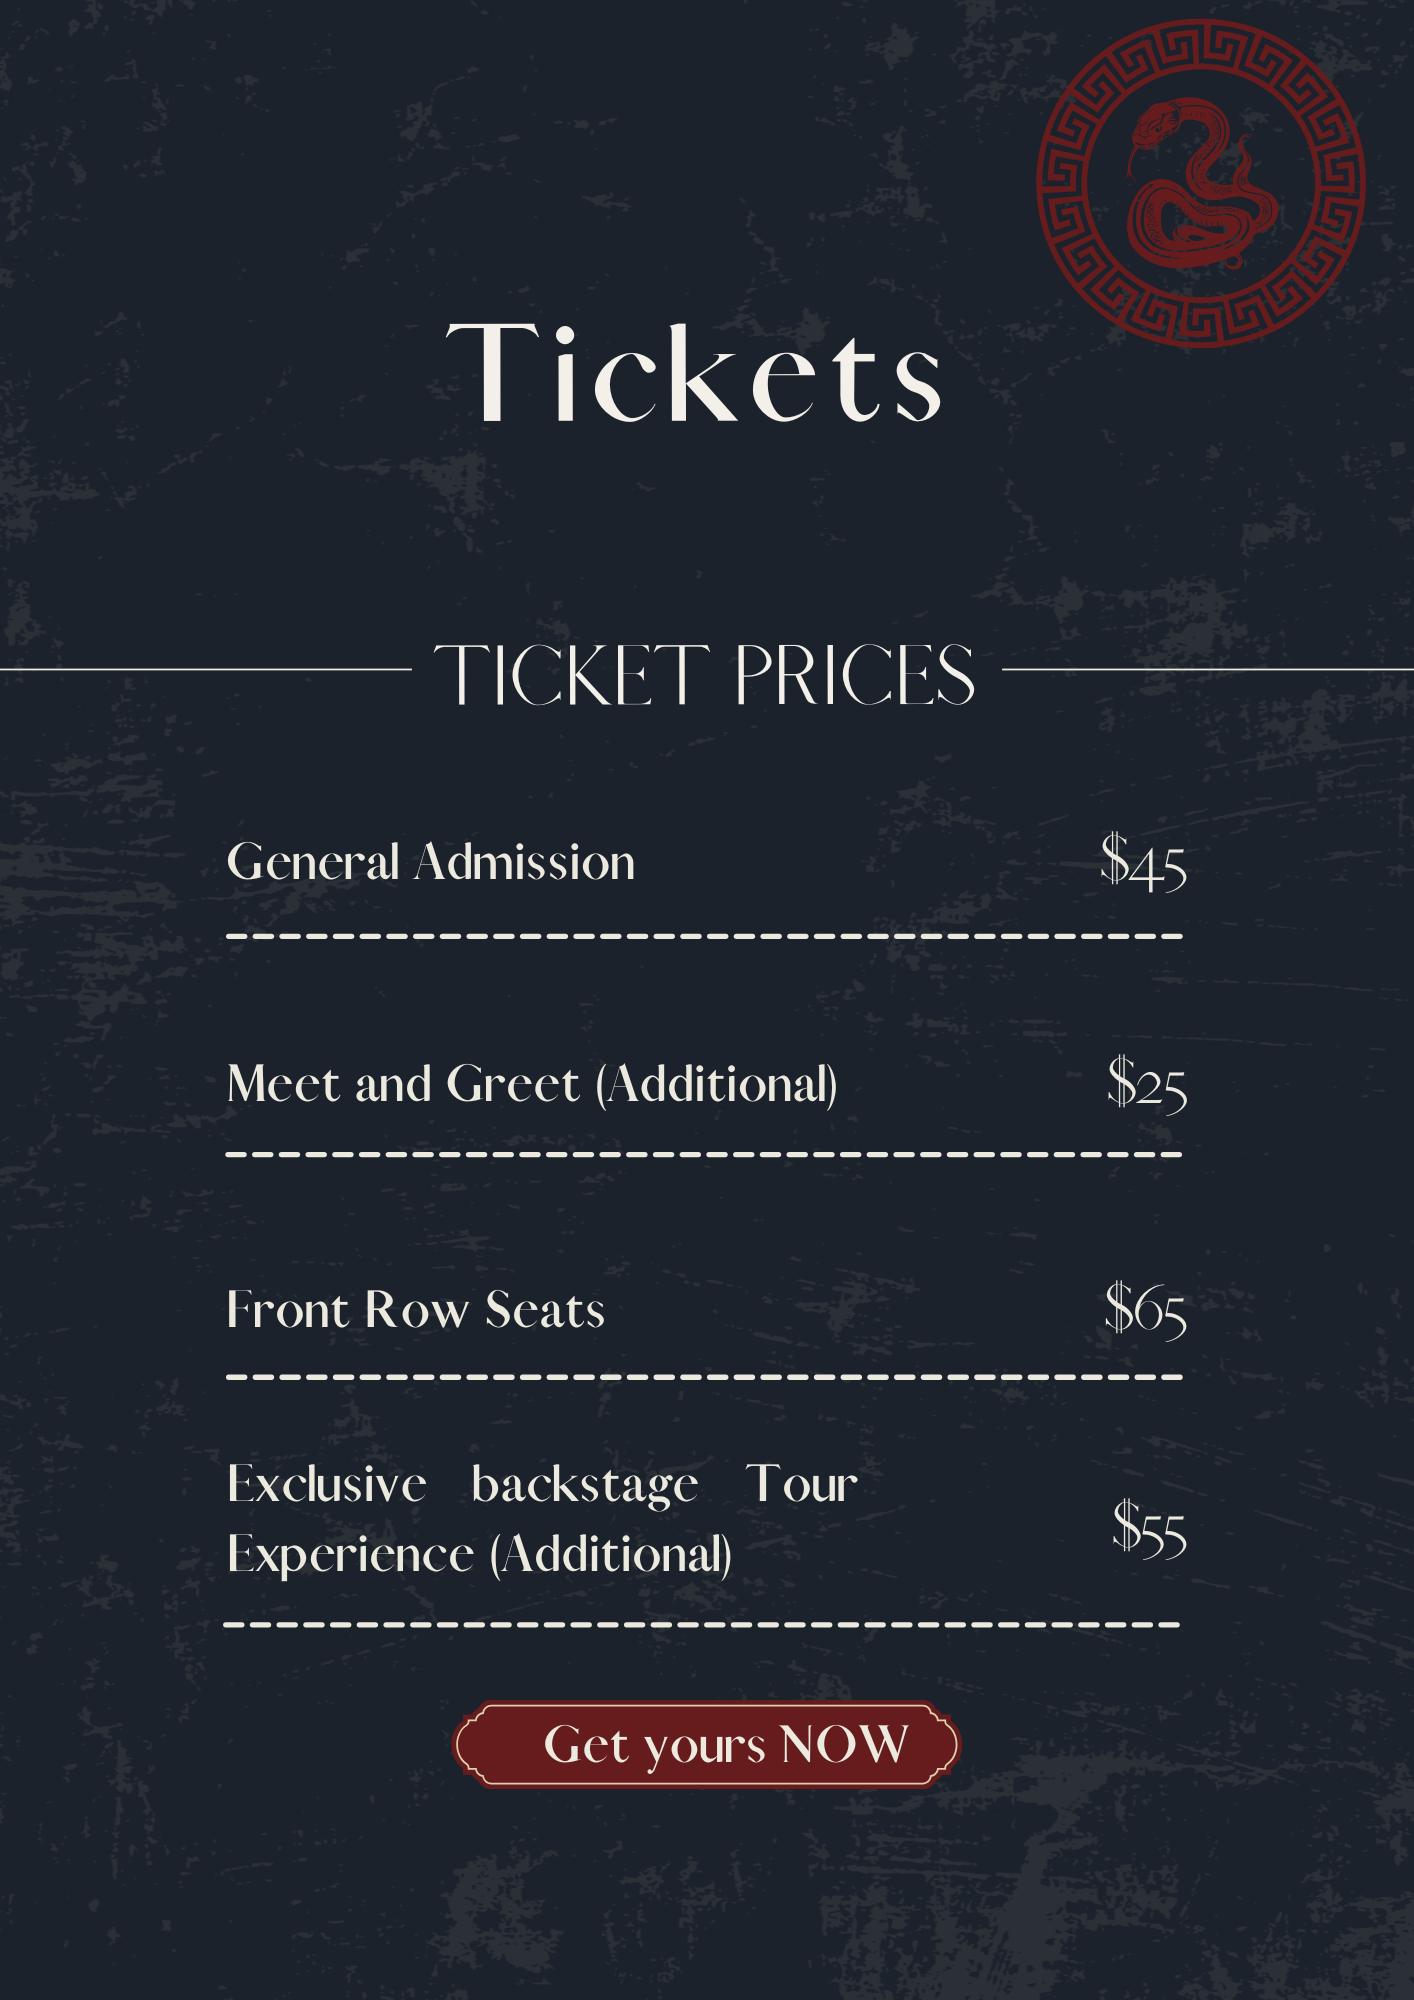 Tickets
TICKET PRICES
General Admission $45
Meet and Greet (Additional) $25
Front Row Seats $65
Exclusive backstage Tour
Experience (Additional) $55
Get yours NOW